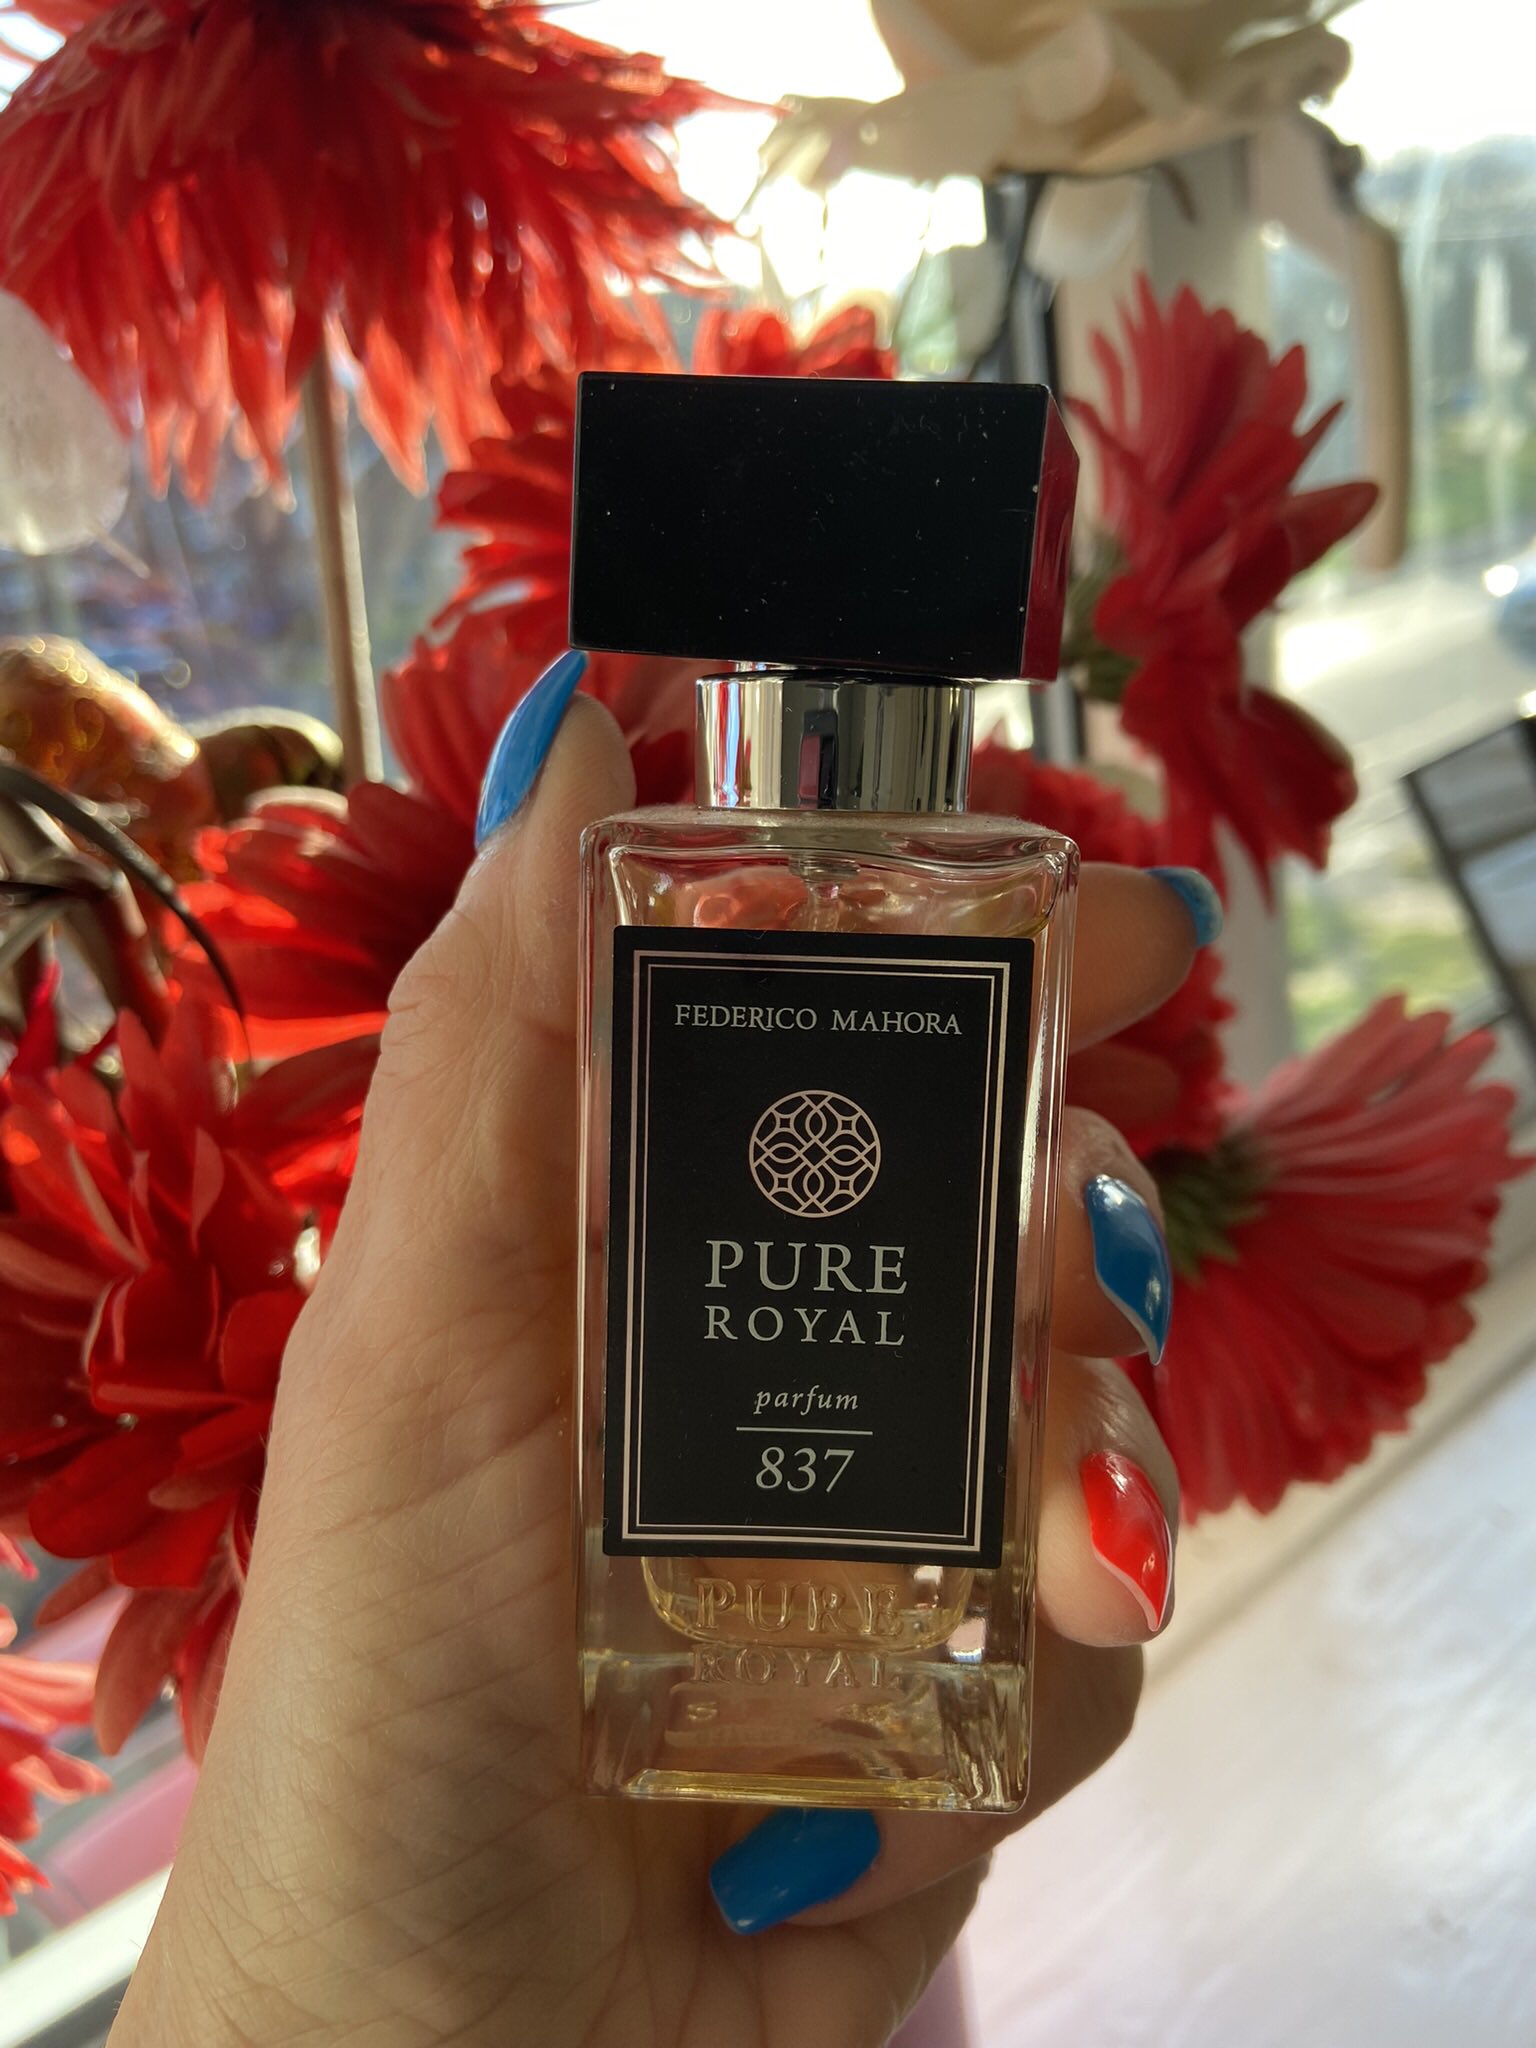 FEDERICO MAHORA
PURE
ROYAL
parfum
837
PURE
ROYAL